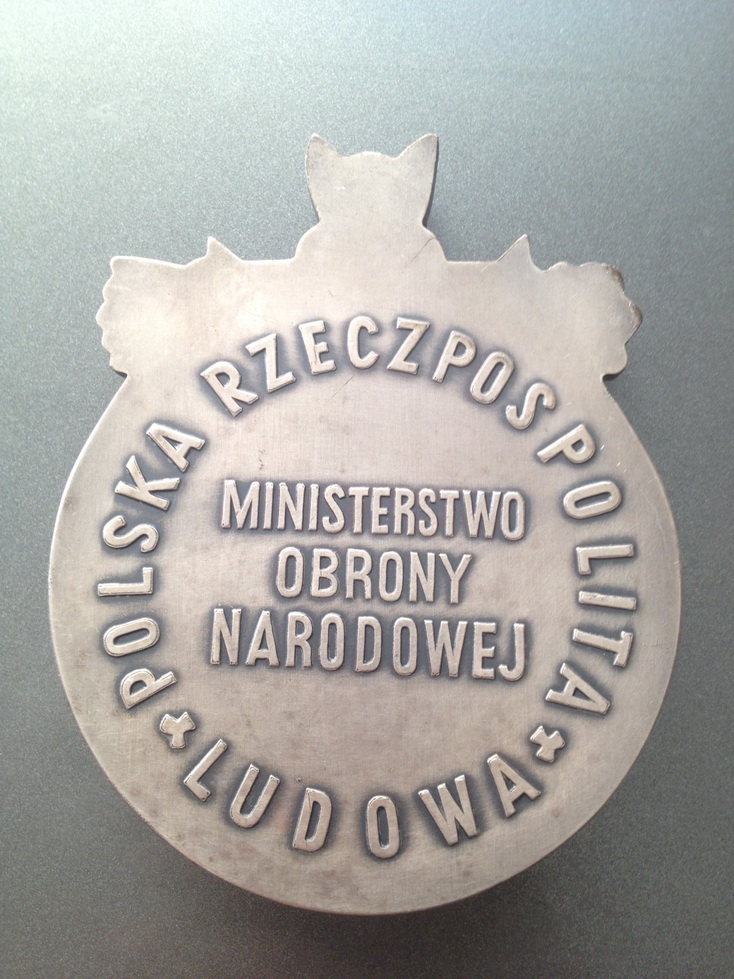 POLSKA RZECZPOSPOLITA
LUDOWA
MINISTERSTWO
OBRONY
NARODOWEJ